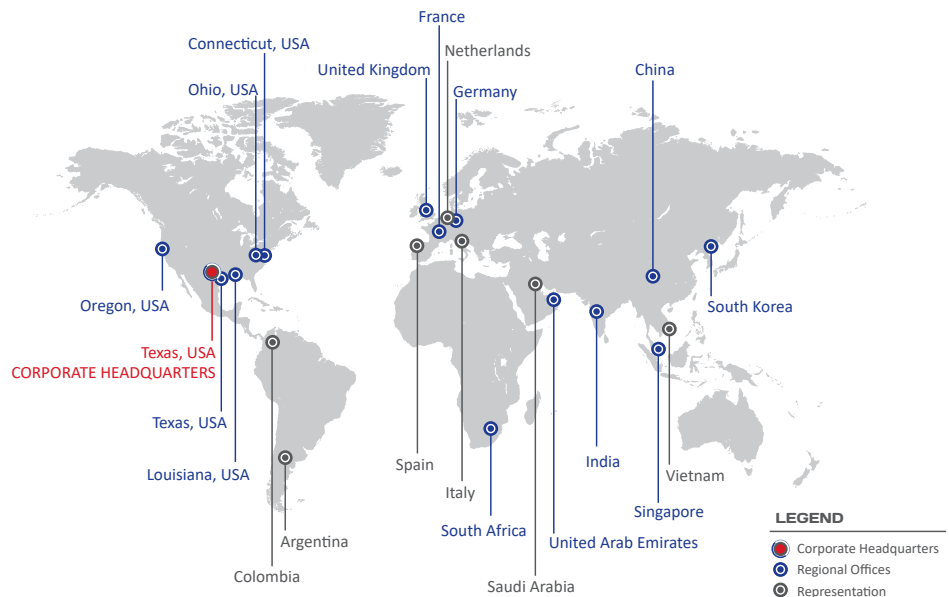 France
Connecticut, USA
Netherlands
United Kingdom
China
Ohio, USA
Germany
Oregon, USA
South Korea
Texas, USA
CORPORATE HEADQUARTERS
Texas, USA
Louisiana, USA
Spain
India
Vietnam
Italy
Singapore
South Africa
United Arab Emirates
Argentina
Colombia
Saudi Arabia
LEGEND
Corporate Headquarters
Regional Offices
Representation